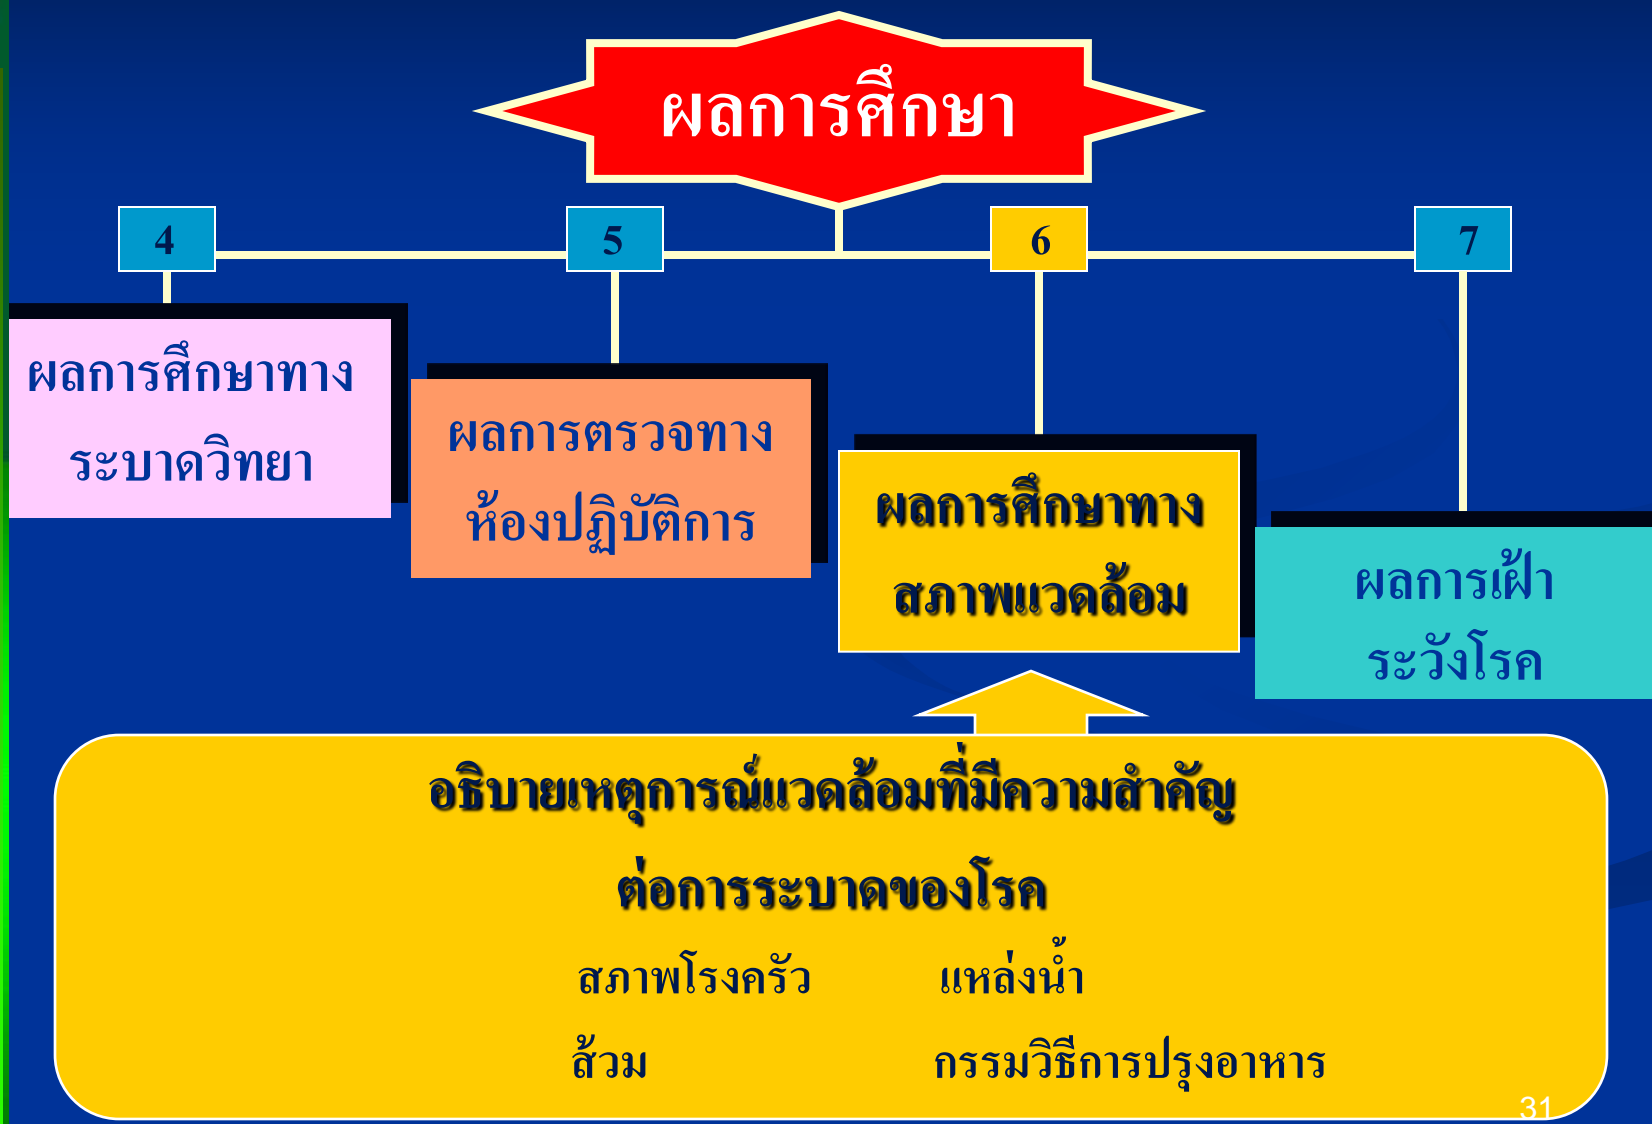 ผลการศึกษา
4
5
6
7
ผลการศึกษาทาง
ระบาดวิทยา
ผลการตรวจทาง
ห้องปฏิบัติการ
ผลการศึกษาทาง
สภาพแวดล้อม
ผลการเฝ้า
ระวังโรค
อธิบายเหตุการณ์แวดล้อมที่มีความสำคัญ
ต่อการระบาดของโรค
สภาพโรงครัว แหล่งน้ำ
ส้วม กรรมวิธีการปรุงอาหาร
31